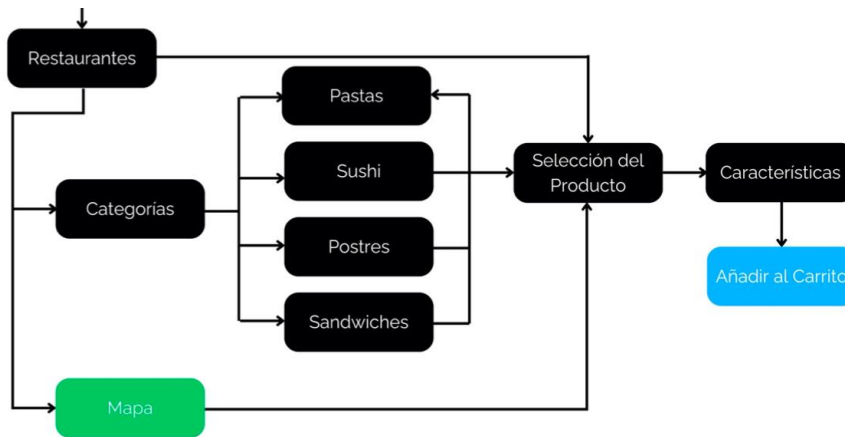 Restaurantes
Pastas
Sushi
Selección del
Producto
Características
Categorías
Postres
Añadir al Carrito
Sandwiches
Mapa